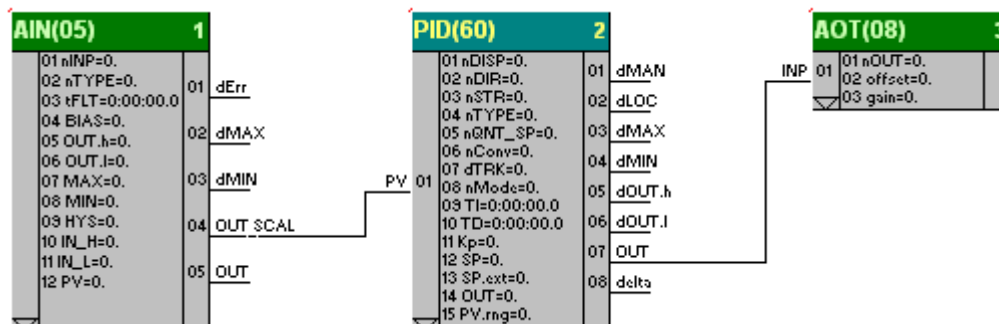 AIN(05) 1
01 nINP=0.
02 nTYPE=0.
03 tFLT=0:00:00.0
04 BIAS=0.
05 OUT.h=0.
06 OUT.l=0.
07 MAX=0.
08 MIN=0.
09 HYS=0.
10 IN_H=0.
11 IN_L=0.
12 PV=0.
01 dErr
02 dMAX
03 dMIN
04 OUT SCAL
05 OUT
PID(60) 2
PV 01
01 nDISP=0.
02 nDIR=0.
03 nSTR=0.
04 nTYPE=0.
05 nQNT_SP=0.
06 nConv=0.
07 dTRK=0.
08 nMode=0.
09 TI=0:00:00.0
10 TD=0:00:00.0
11 Kp=0.
12 SP=0.
13 SP.ext=0.
14 OUT=0.
15 PV.rng=0.
01 dMAN
02 dLOC
03 dMAX
04 dMIN
05 dOUT.h
06 dOUT.l
07 OUT
08 delta
AOT(08) 3
INP 01
01 nOUT=0.
02 offset=0.
03 gain=0.